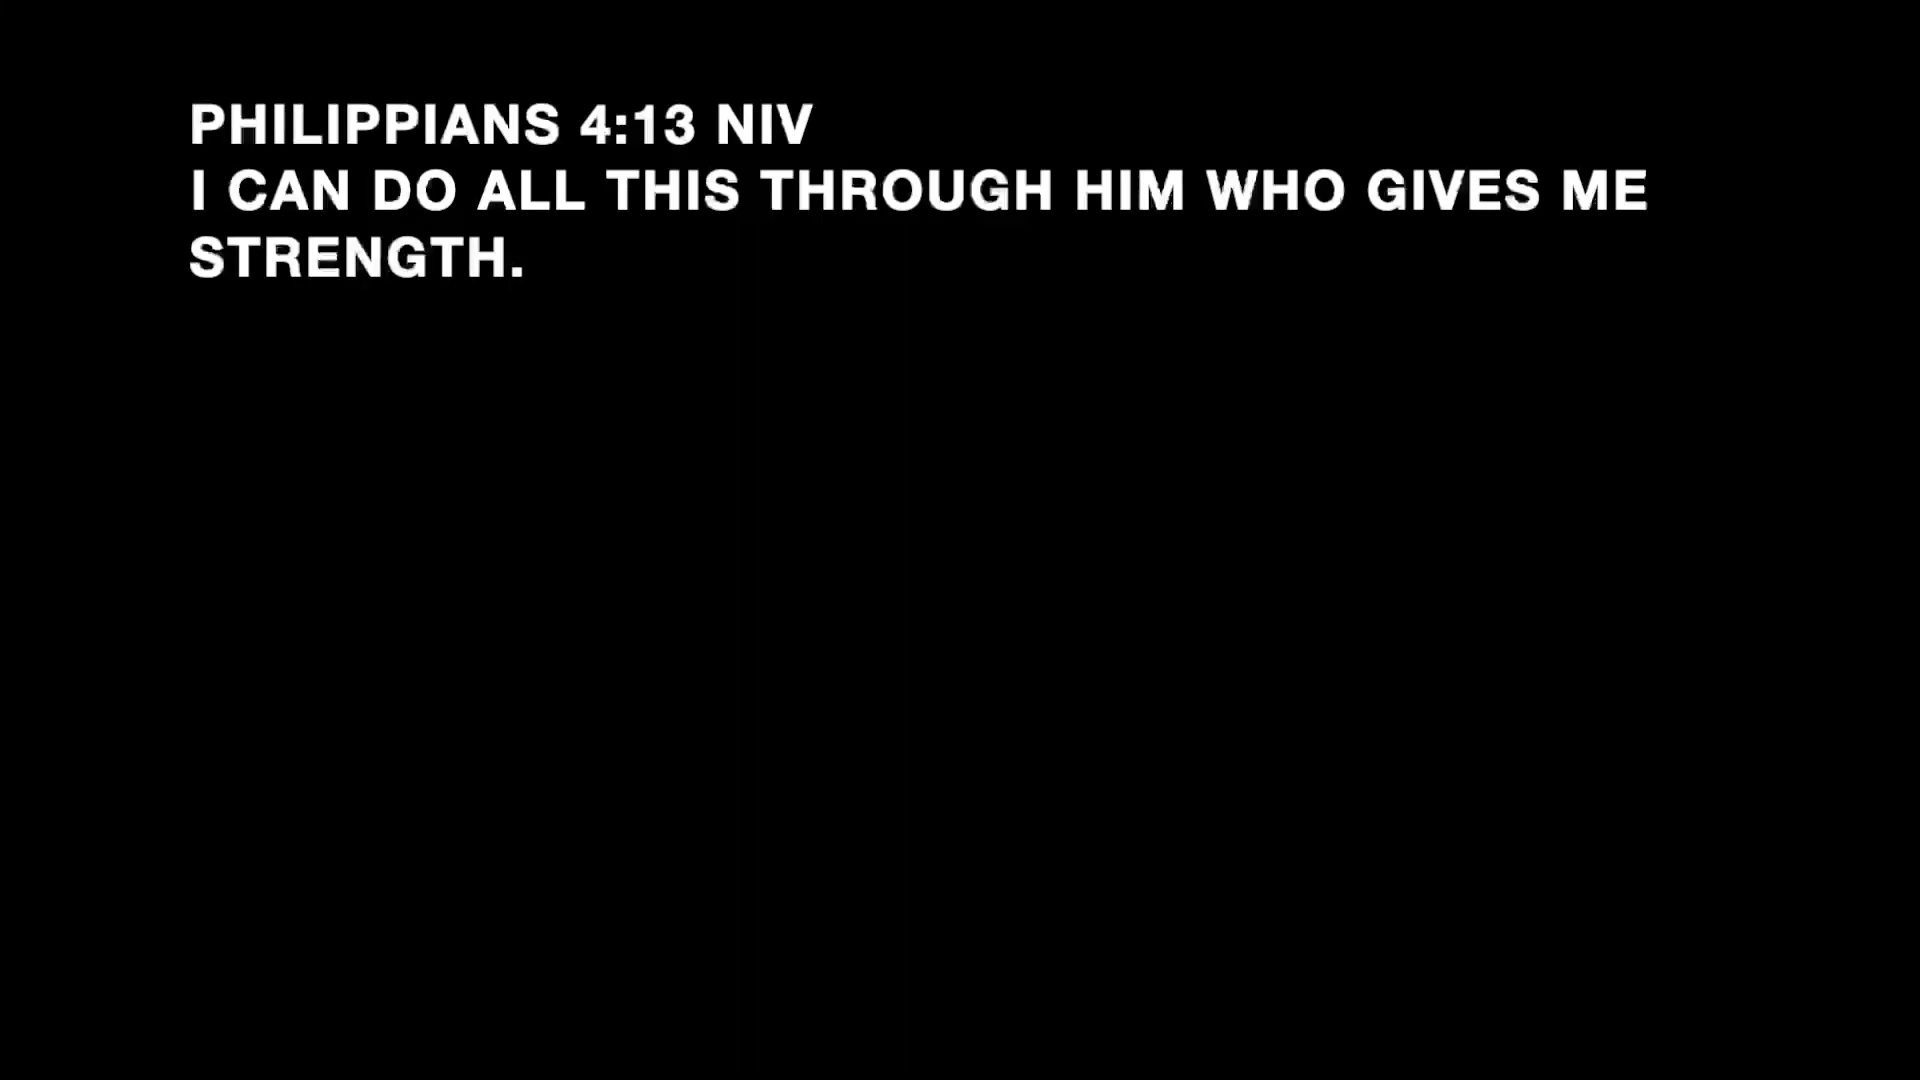 PHILIPPIANS 4:13 NIV
I CAN DO ALL THIS THROUGH HIM WHO GIVES ME
STRENGTH.